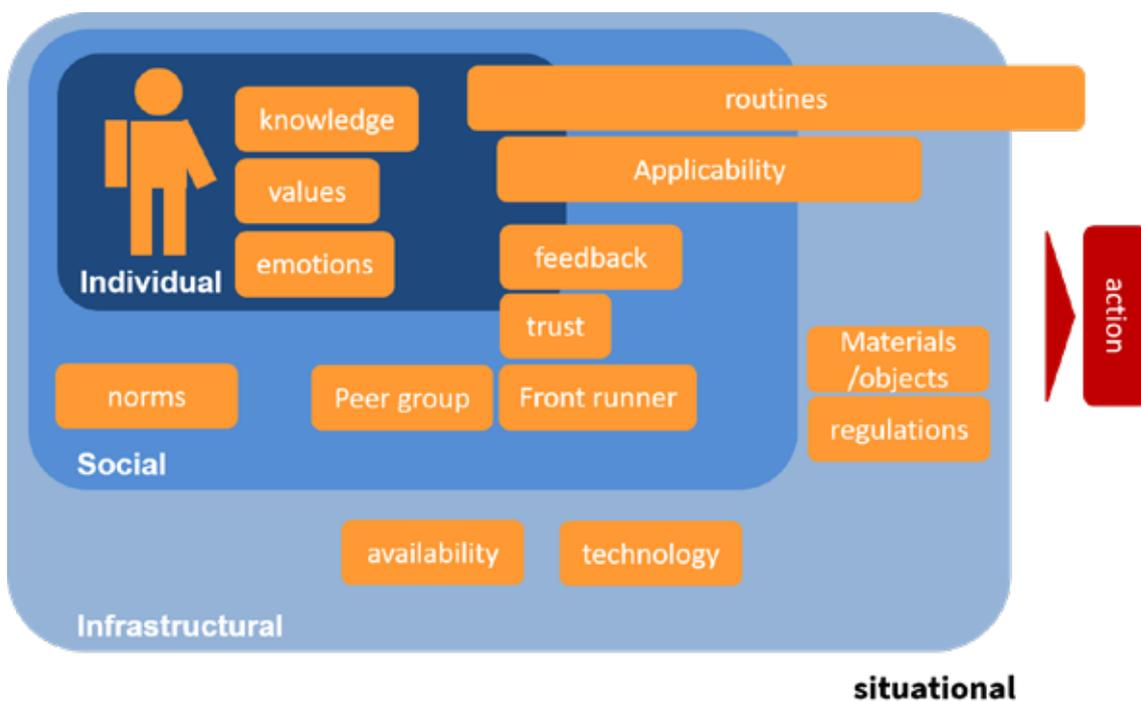 routines
knowledge
Applicability
values
feedback
emotions
Individual
trust
action
Materials
/objects
norms
Peer group
Front runner
regulations
Social
availability
technology
Infrastructural
situational